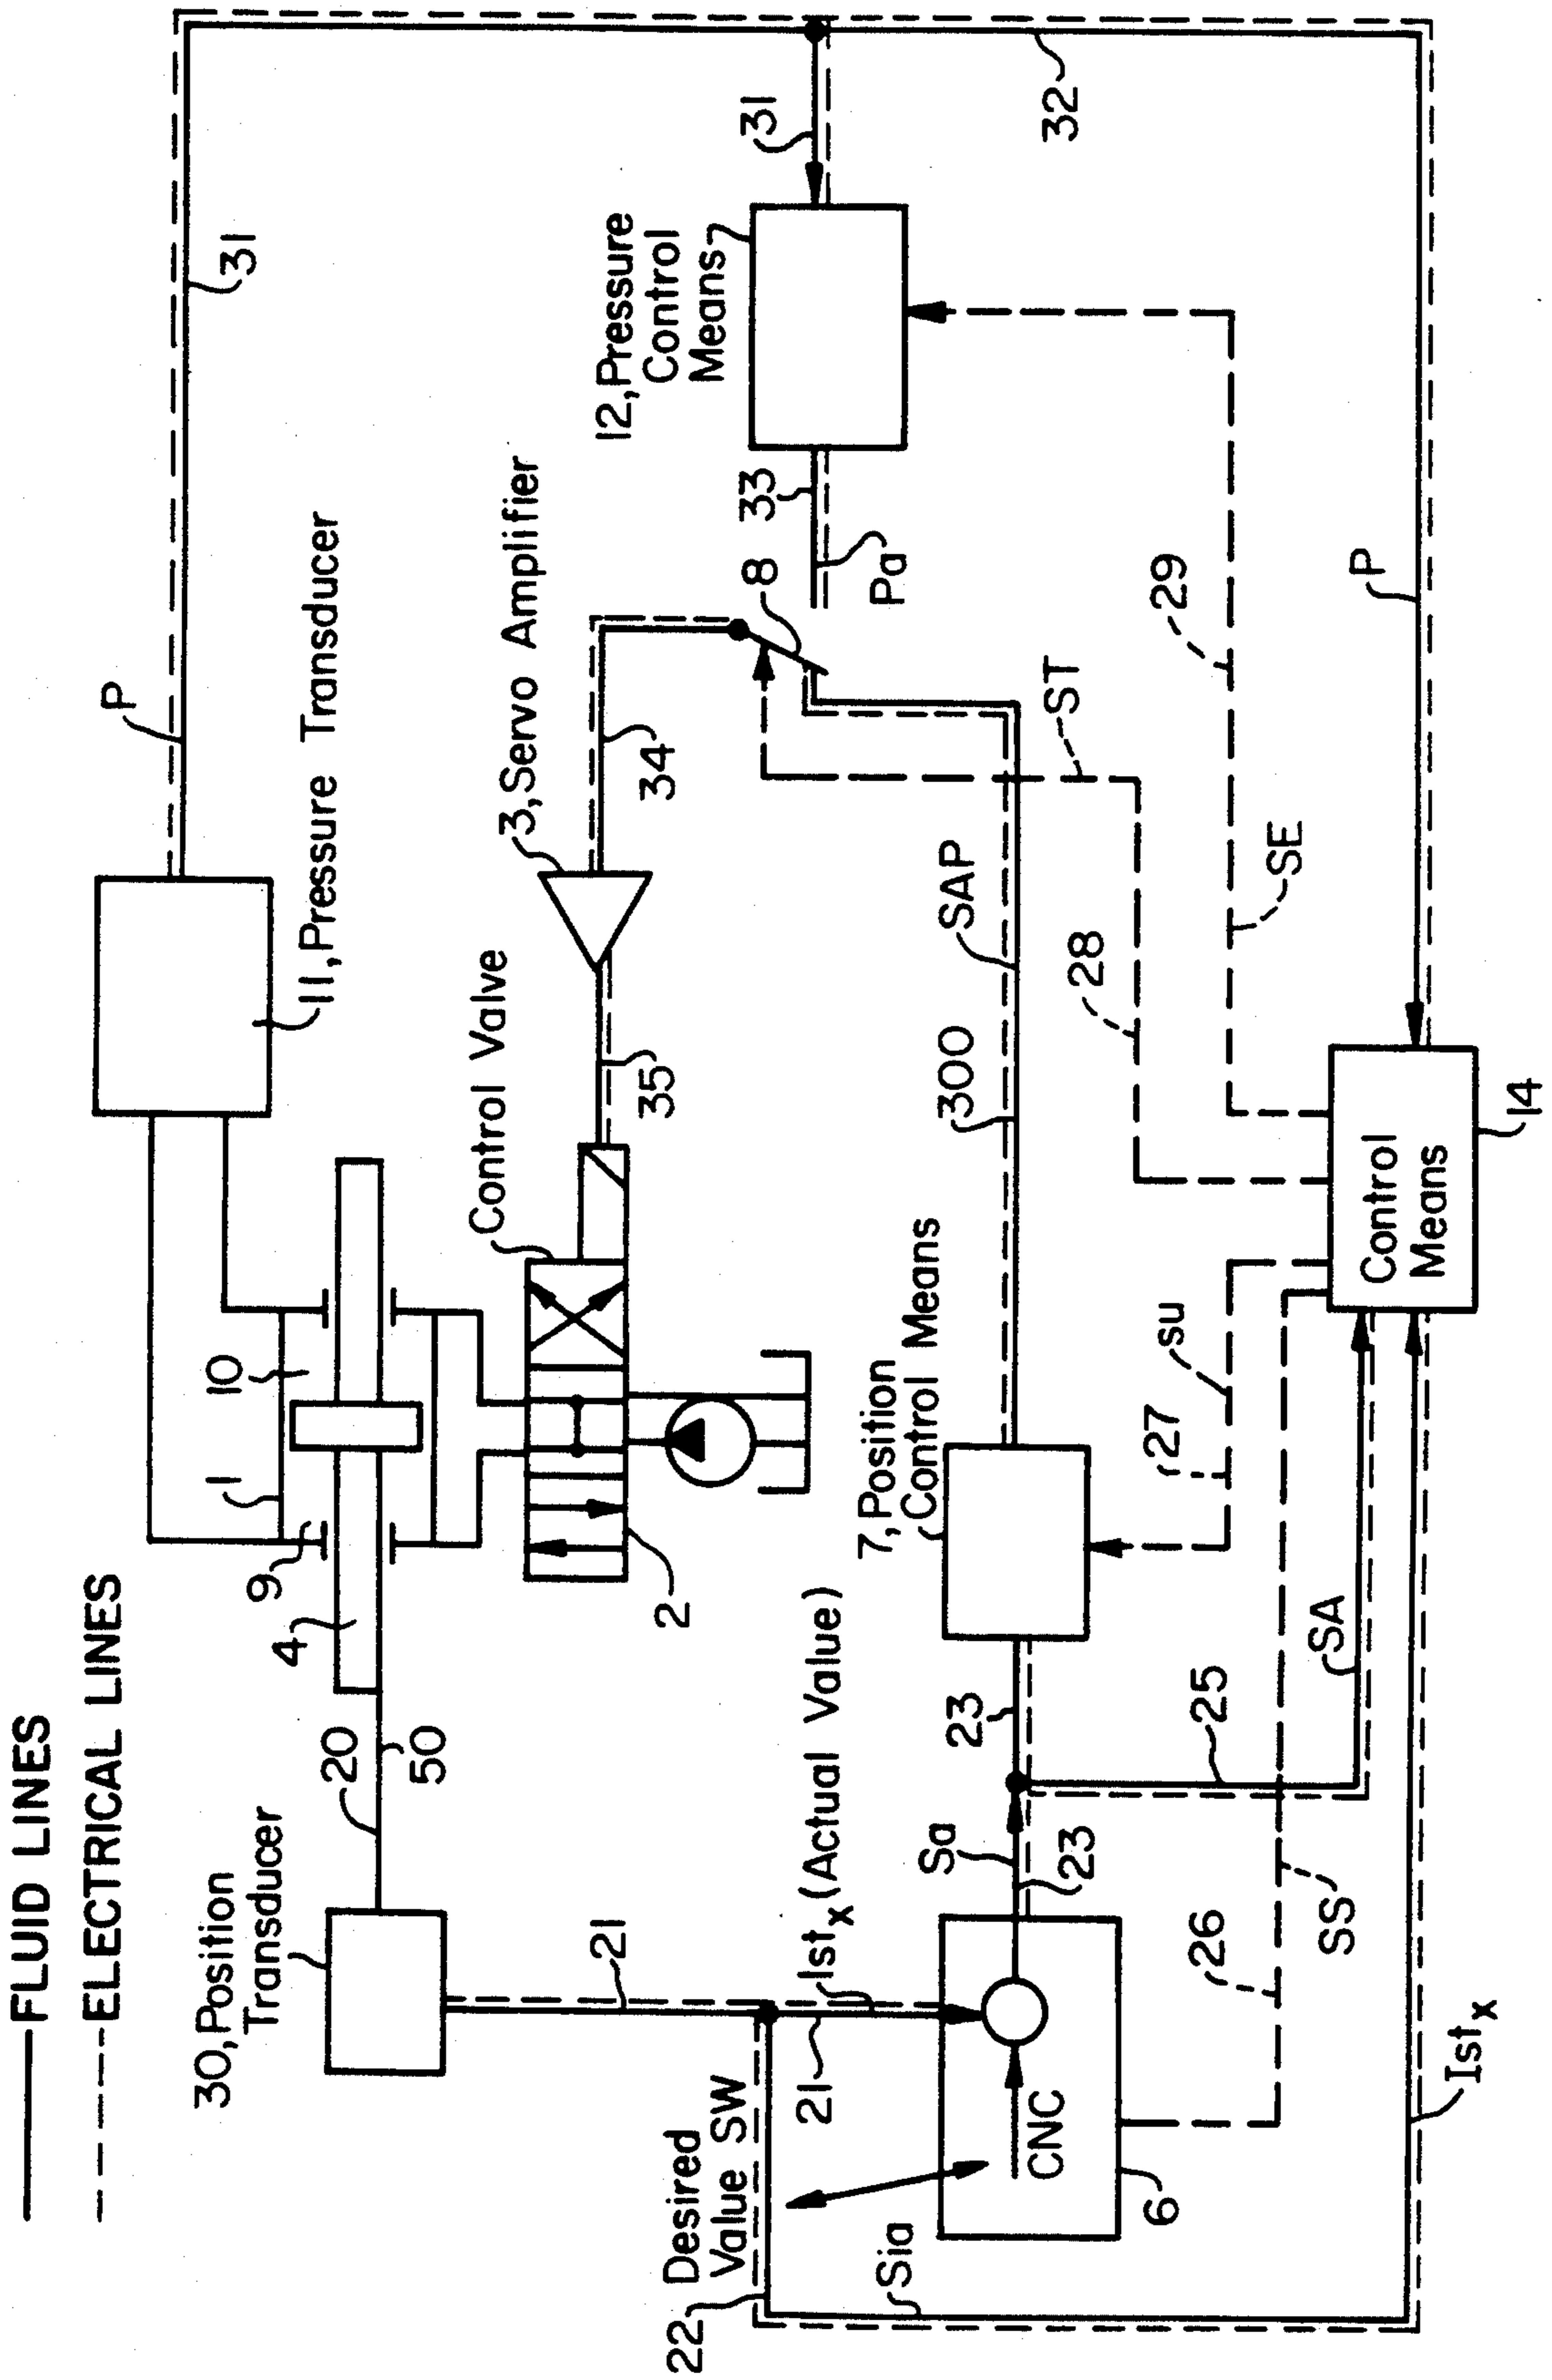 FLUID LINES
ELECTRICAL LINES
30, Position
Transducer
20
50
4
9
1
10
11, Pressure Transducer
P
31
21
Control Valve
2
35
3, Servo Amplifier
34
8
12, Pressure
Control
Means
31
33
Pa
32
22
Desired
Value SW
21
Istx (Actual Value)
Sia
CNC
6
Sa
23
23
7, Position
Control Means
300
SAP
ST
28
29
SE
27
su
26
SS
25
SA
Control
Means
14
P
Istx